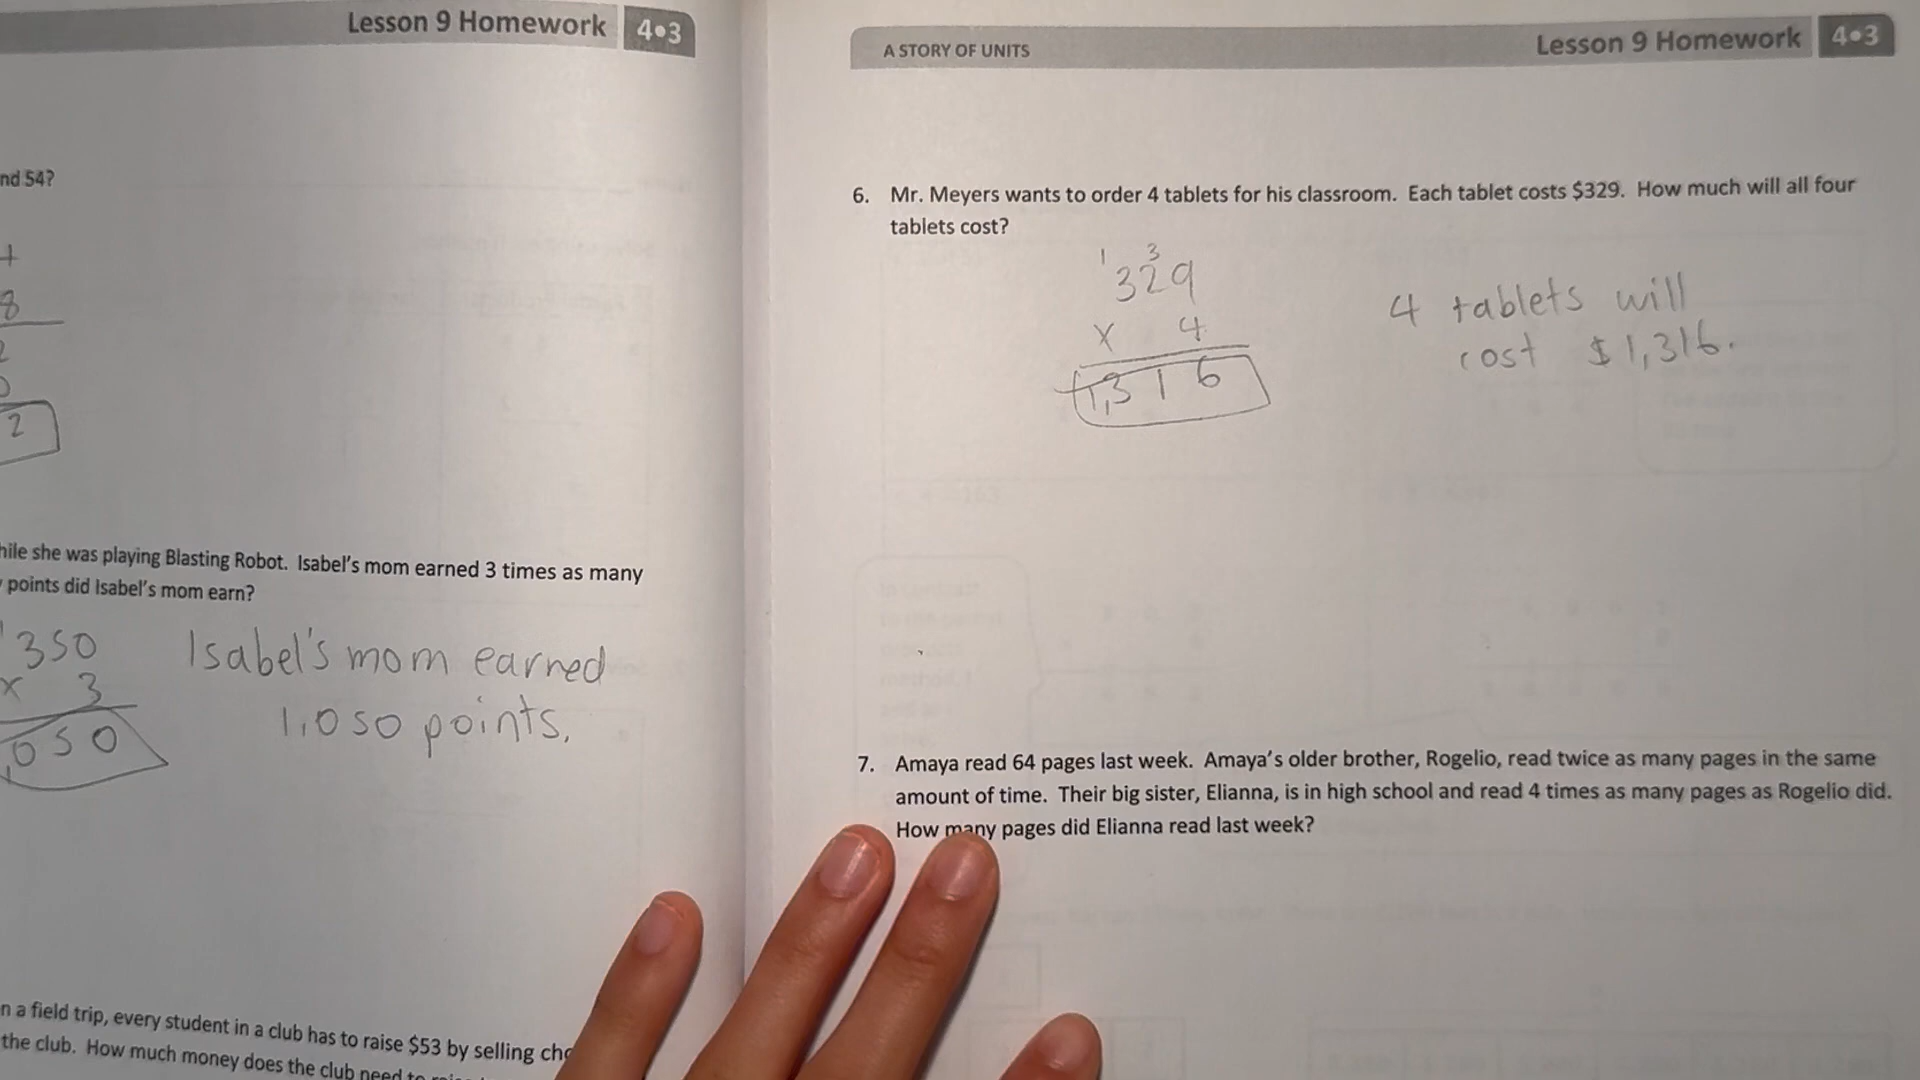 Lesson 9 Homework 4•3
nd 54?
8
2
0
2
hile she was playing Blasting Robot. Isabel's mom earned 3 times as many
points did Isabel's mom earn?
1
350
x 3
,050
Isabel's mom earned
1,050 points.
n a field trip, every student in a club has to raise $53 by selling cho
the club. How much money does the club need to
A STORY OF UNITS
Lesson 9 Homework 4•3
6. Mr. Meyers wants to order 4 tablets for his classroom. Each tablet costs $329. How much will all four
tablets cost?
1 3
329
x 4
1,316
4 tablets will
cost $1,316.
7. Amaya read 64 pages last week. Amaya's older brother, Rogelio, read twice as many pages in the same
amount of time. Their big sister, Elianna, is in high school and read 4 times as many pages as Rogelio did.
How many pages did Elianna read last week?